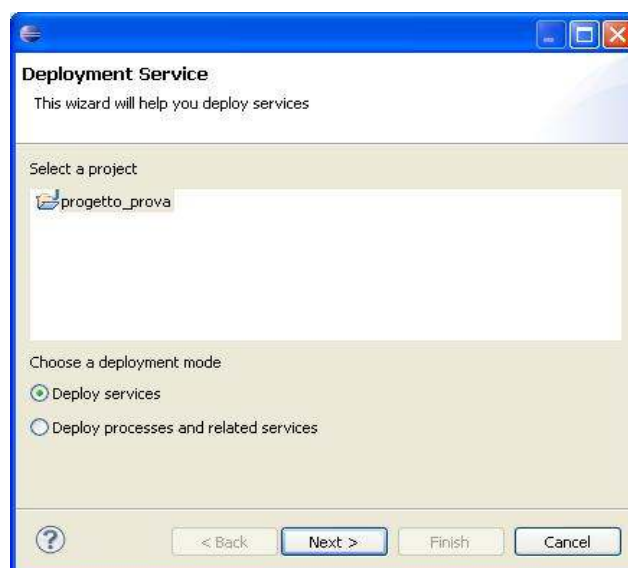 Deployment Service
This wizard will help you deploy services
Select a project
progetto_prova
Choose a deployment mode
Deploy services
Deploy processes and related services
?
< Back
Next >
Finish
Cancel